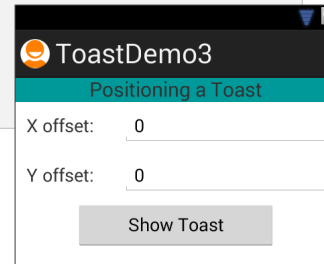 ToastDemo3
Positioning a Toast
X offset: 0
Y offset: 0
Show Toast